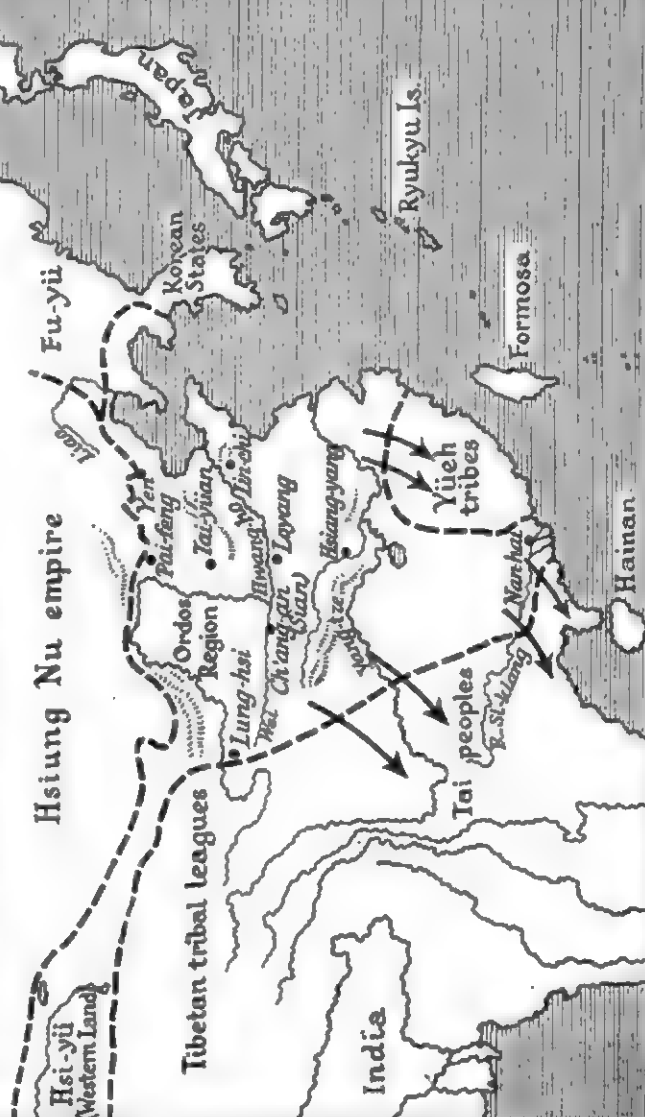 Hsiung Nu empire
Fu-yü
Japan
Korean
States
Ryukyu Is.
Formosa
Hainan
Hsi-yü
Western Land
Tibetan tribal leagues
India
Tai peoples
Yüeh
tribes
Ordos
Region
Liao
Yen
Pai-feng
Tai-yüan
Lin-chi
Hwang Ho
Loyang
Ch'ang-an
(Sian)
Lung-hsi
Wei
Hsiang-yang
Nan-hai
R. Sickiang